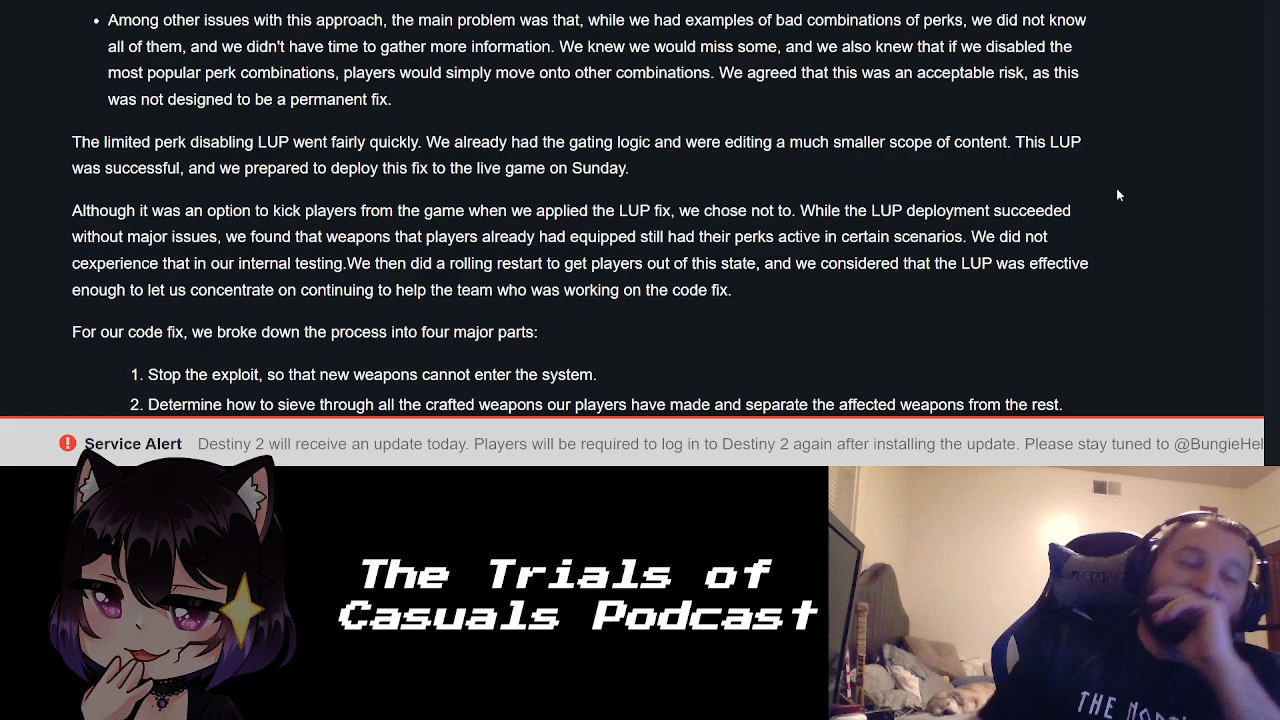 • Among other issues with this approach, the main problem was that, while we had examples of bad combinations of perks, we did not know
all of them, and we didn't have time to gather more information. We knew we would miss some, and we also knew that if we disabled the
most popular perk combinations, players would simply move onto other combinations. We agreed that this was an acceptable risk, as this
was not designed to be a permanent fix.
The limited perk disabling LUP went fairly quickly. We already had the gating logic and were editing a much smaller scope of content. This LUP
was successful, and we prepared to deploy this fix to the live game on Sunday.
Although it was an option to kick players from the game when we applied the LUP fix, we chose not to. While the LUP deployment succeeded
without major issues, we found that weapons that players already had equipped still had their perks active in certain scenarios. We did not
cexperience that in our internal testing.We then did a rolling restart to get players out of this state, and we considered that the LUP was effective
enough to let us concentrate on continuing to help the team who was working on the code fix.
For our code fix, we broke down the process into four major parts:
1. Stop the exploit, so that new weapons cannot enter the system.
2. Determine how to sieve through all the crafted weapons our players have made and separate the affected weapons from the rest.
Service Alert Destiny 2 will receive an update today. Players will be required to log in to Destiny 2 again after installing the update. Please stay tuned to @BungieHel
The Trials of
Casuals Podcast
THE NORT